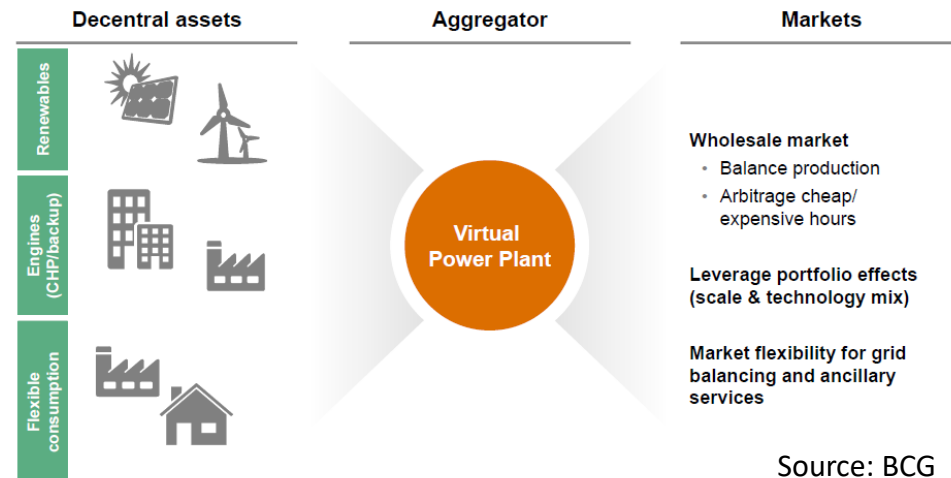 Decentral assets
Aggregator
Markets
Renewables
Engines
(CHP/backup)
Flexible
consumption
Virtual
Power Plant
Wholesale market
• Balance production
• Arbitrage cheap/
expensive hours
Leverage portfolio effects
(scale & technology mix)
Market flexibility for grid
balancing and ancillary
services
Source: BCG